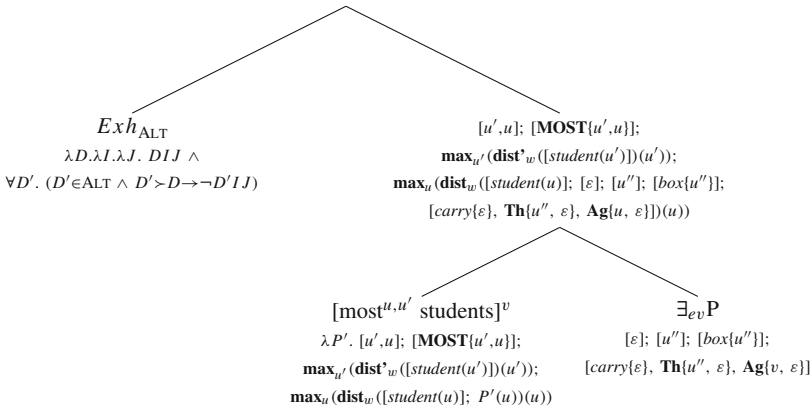 Exh_ALT
λD.λI.λJ. DIJ ∧
∀D′. (D′∈ALT ∧ D′≻D→¬D′IJ)
[u′,u]; [MOST{u′,u}];
max_u′(dist’_w([student(u′)])(u′));
max_u(dist_w([student(u)]; [ε]; [u′′]; [box{u′′}];
[carry{ε}, Th{u′′, ε}, Ag{u, ε}])(u))
[most^u,u′ students]^v
λP′. [u′,u]; [MOST{u′,u}];
max_u′(dist’_w([student(u′)])(u′));
max_u(dist_w([student(u)]; P′(u))(u))
∃_evP
[ε]; [u′′]; [box{u′′}];
[carry{ε}, Th{u′′, ε}, Ag{v, ε}]